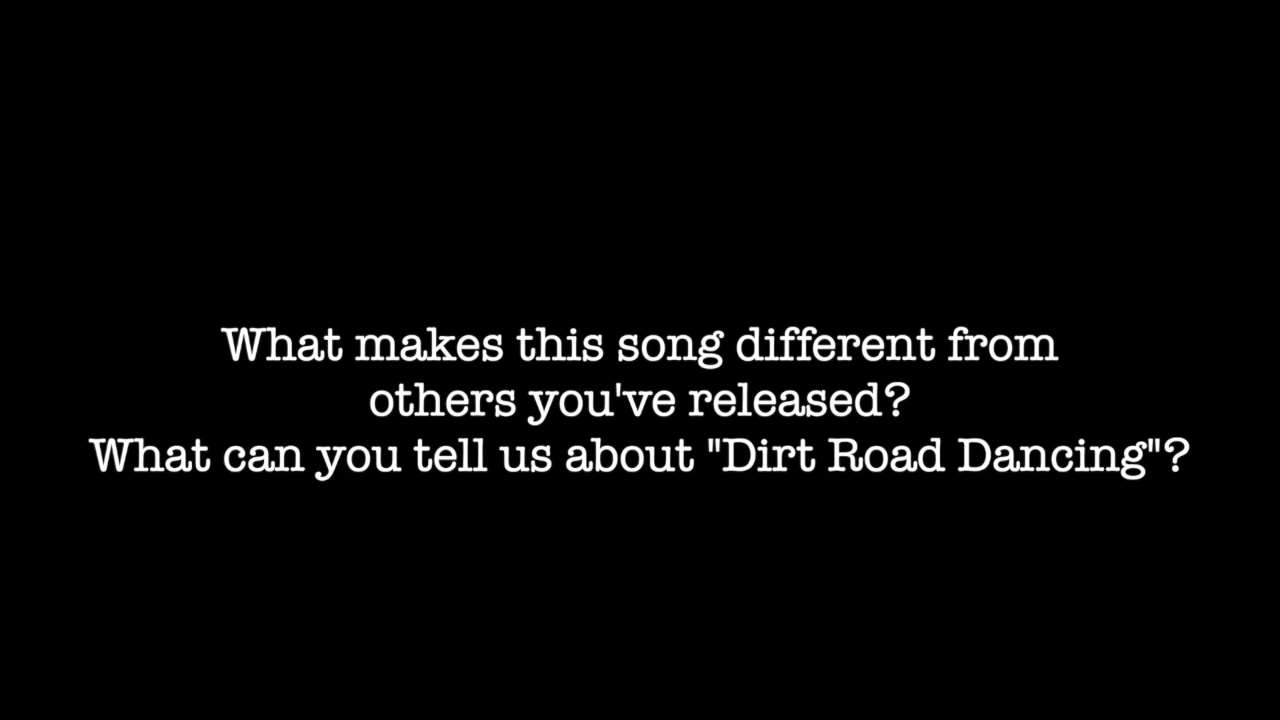 What makes this song different from
others you've released?
What can you tell us about "Dirt Road Dancing"?